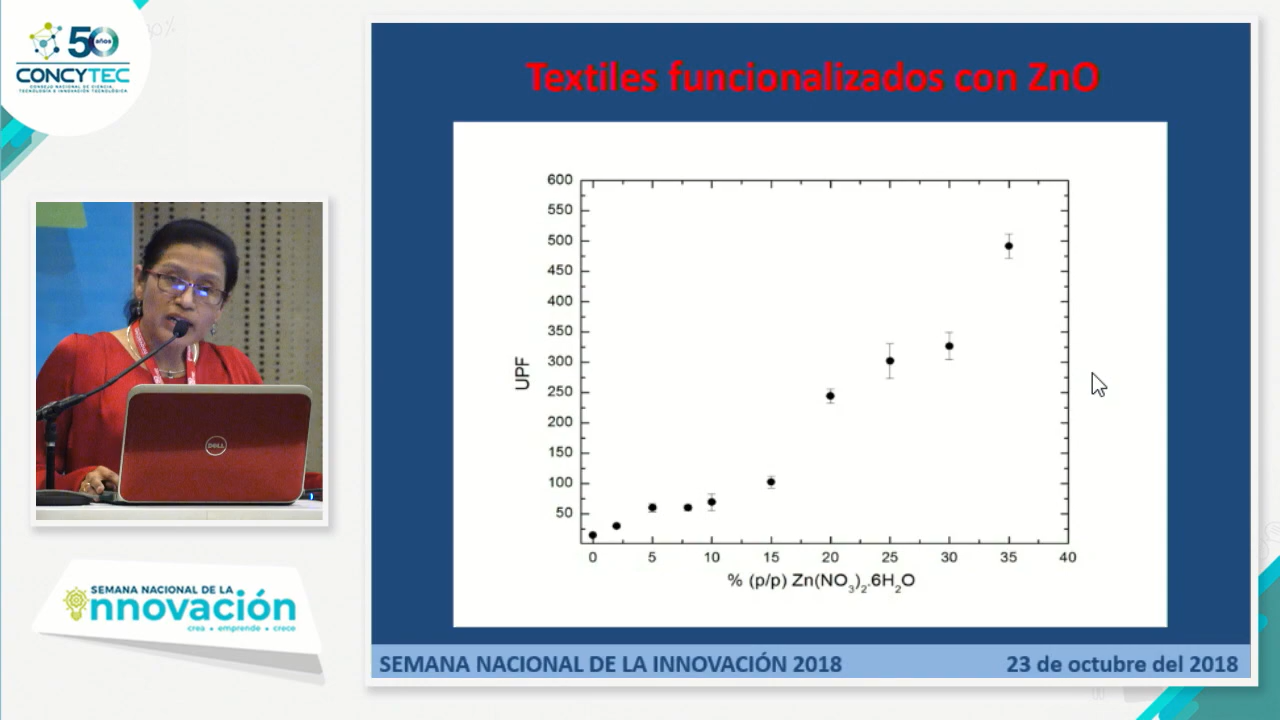 50 años
CONCYTEC
CONSEJO NACIONAL DE CIENCIA,
TECNOLOGÍA E INNOVACIÓN TECNOLÓGICA
Textiles funcionalizados con ZnO
600
550
500
450
400
350
300
250
200
150
100
50
UPF
0 5 10 15 20 25 30 35 40
% (p/p) Zn(NO3)2.6H2O
DELL
SEMANA NACIONAL DE LA
innovación
crea • emprende • crece
SEMANA NACIONAL DE LA INNOVACIÓN 2018
23 de octubre del 2018